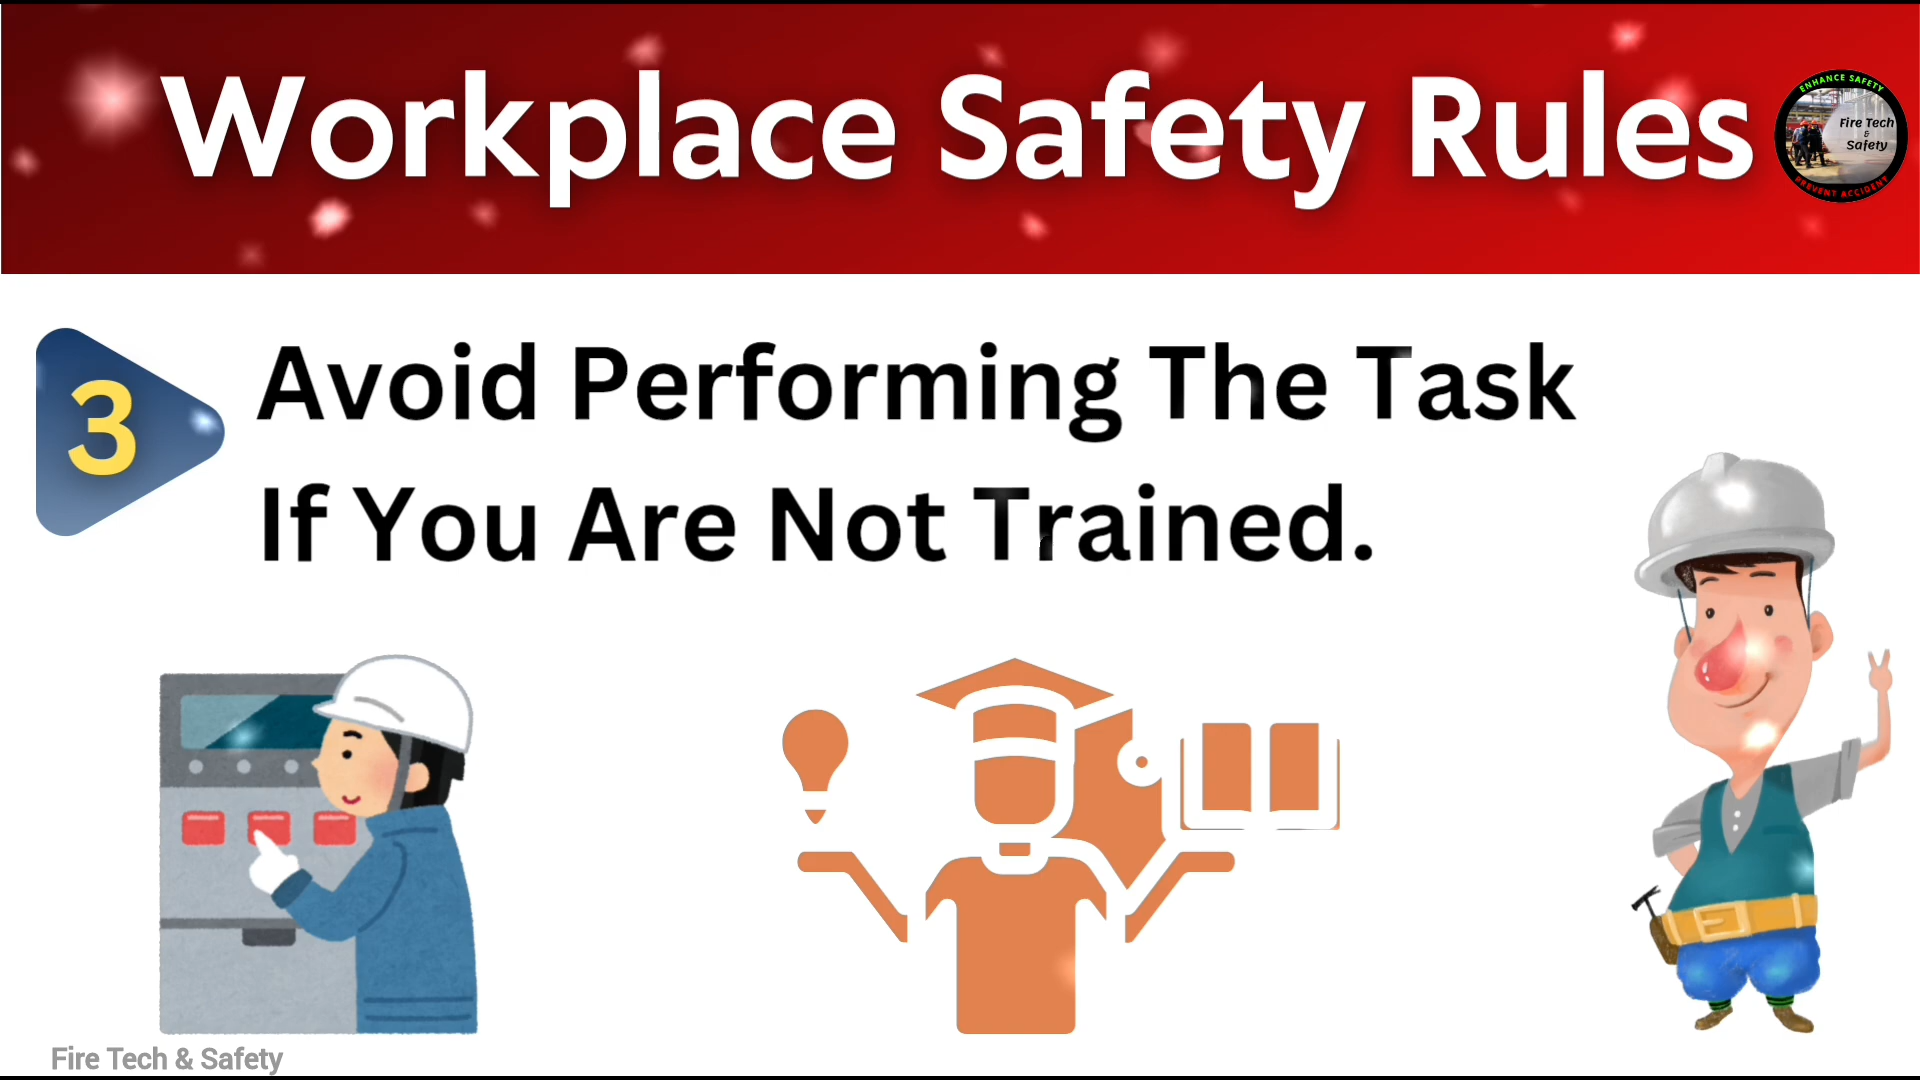 Workplace Safety Rules
ENHANCE SAFETY
Fire Tech
&
Safety
PREVENT ACCIDENT
3
Avoid Performing The Task
If You Are Not Trained.
Fire Tech & Safety